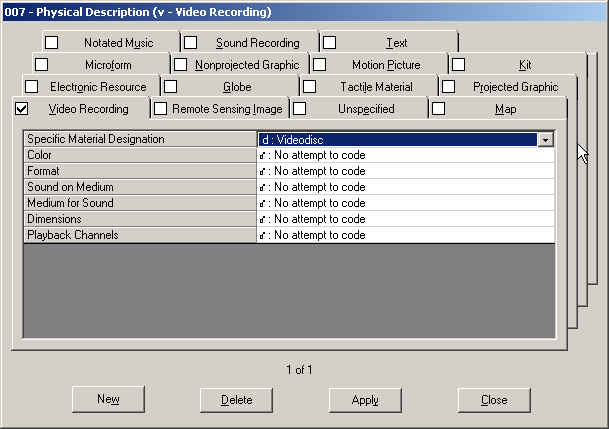 007 - Physical Description (v - Video Recording)
Notated Music Sound Recording Text
Microform Nonprojected Graphic Motion Picture Kit
Electronic Resource Globe Tactile Material Projected Graphic
Video Recording Remote Sensing Image Unspecified Map
Specific Material Designation d : Videodisc
Color ♂ : No attempt to code
Format ♂ : No attempt to code
Sound on Medium ♂ : No attempt to code
Medium for Sound ♂ : No attempt to code
Dimensions ♂ : No attempt to code
Playback Channels ♂ : No attempt to code
1 of 1
New Delete Apply Close